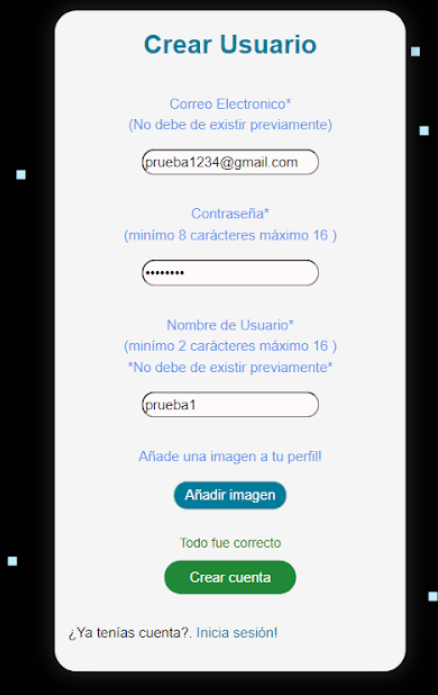 Crear Usuario
Correo Electronico*
(No debe de existir previamente)
prueba1234@gmail.com
Contraseña*
(minímo 8 carácteres máximo 16 )
••••••••
Nombre de Usuario*
(minímo 2 carácteres máximo 16 )
*No debe de existir previamente*
prueba1
Añade una imagen a tu perfil!
Añadir imagen
Todo fue correcto
Crear cuenta
¿Ya tenías cuenta?. Inicia sesión!